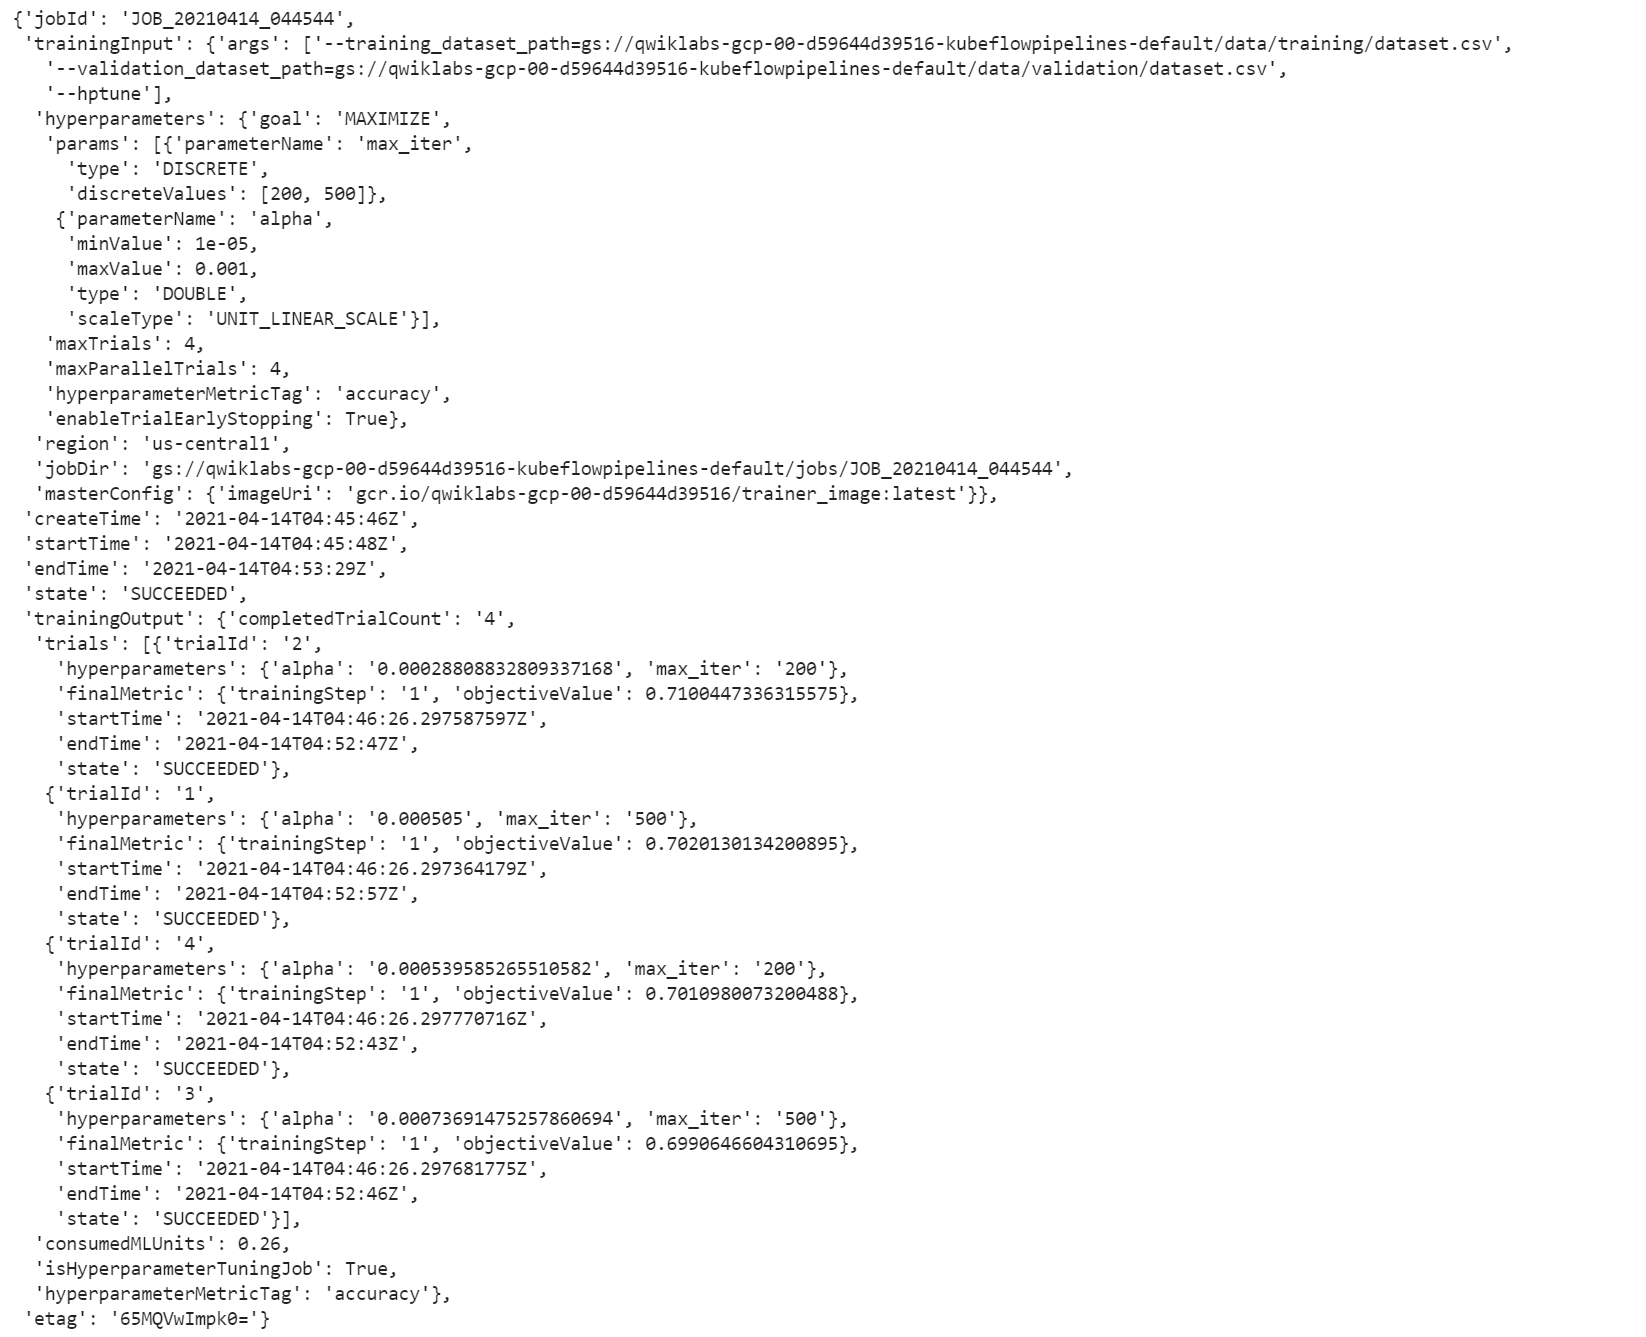 {'jobId': 'JOB_20210414_044544',
'trainingInput': {'args': ['--training_dataset_path=gs://qwiklabs-gcp-00-d59644d39516-kubeflowpipelines-default/data/training/dataset.csv',
'--validation_dataset_path=gs://qwiklabs-gcp-00-d59644d39516-kubeflowpipelines-default/data/validation/dataset.csv',
'--hptune'],
'hyperparameters': {'goal': 'MAXIMIZE',
'params': [{'parameterName': 'max_iter',
'type': 'DISCRETE',
'discreteValues': [200, 500]},
{'parameterName': 'alpha',
'minValue': 1e-05,
'maxValue': 0.001,
'type': 'DOUBLE',
'scaleType': 'UNIT_LINEAR_SCALE'}],
'maxTrials': 4,
'maxParallelTrials': 4,
'hyperparameterMetricTag': 'accuracy',
'enableTrialEarlyStopping': True},
'region': 'us-central1',
'jobDir': 'gs://qwiklabs-gcp-00-d59644d39516-kubeflowpipelines-default/jobs/JOB_20210414_044544',
'masterConfig': {'imageUri': 'gcr.io/qwiklabs-gcp-00-d59644d39516/trainer_image:latest'}},
'createTime': '2021-04-14T04:45:46Z',
'startTime': '2021-04-14T04:45:48Z',
'endTime': '2021-04-14T04:53:29Z',
'state': 'SUCCEEDED',
'trainingOutput': {'completedTrialCount': '4',
'trials': [{'trialId': '2',
'hyperparameters': {'alpha': '0.00028808832809337168', 'max_iter': '200'},
'finalMetric': {'trainingStep': '1', 'objectiveValue': 0.7100447336315575},
'startTime': '2021-04-14T04:46:26.297587597Z',
'endTime': '2021-04-14T04:52:47Z',
'state': 'SUCCEEDED'},
{'trialId': '1',
'hyperparameters': {'alpha': '0.000505', 'max_iter': '500'},
'finalMetric': {'trainingStep': '1', 'objectiveValue': 0.7020130134200895},
'startTime': '2021-04-14T04:46:26.297364179Z',
'endTime': '2021-04-14T04:52:57Z',
'state': 'SUCCEEDED'},
{'trialId': '4',
'hyperparameters': {'alpha': '0.000539585265510582', 'max_iter': '200'},
'finalMetric': {'trainingStep': '1', 'objectiveValue': 0.7010980073200488},
'startTime': '2021-04-14T04:46:26.297770716Z',
'endTime': '2021-04-14T04:52:43Z',
'state': 'SUCCEEDED'},
{'trialId': '3',
'hyperparameters': {'alpha': '0.00073691475257860694', 'max_iter': '500'},
'finalMetric': {'trainingStep': '1', 'objectiveValue': 0.6990646604310695},
'startTime': '2021-04-14T04:46:26.297681775Z',
'endTime': '2021-04-14T04:52:46Z',
'state': 'SUCCEEDED'}],
'consumedMLUnits': 0.26,
'isHyperparameterTuningJob': True,
'hyperparameterMetricTag': 'accuracy'},
'etag': '65MQVwImpk0='}